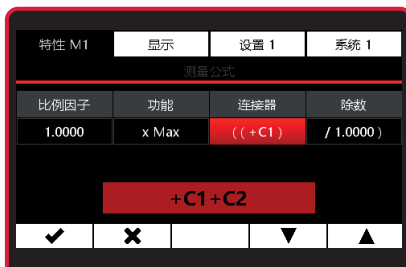 特性 M1 显示 设置 1 系统 1
测量公式
比例因子 功能 连接器 除数
1.0000 x Max ( ( +C1 ) / 1.0000 )
+C1+C2